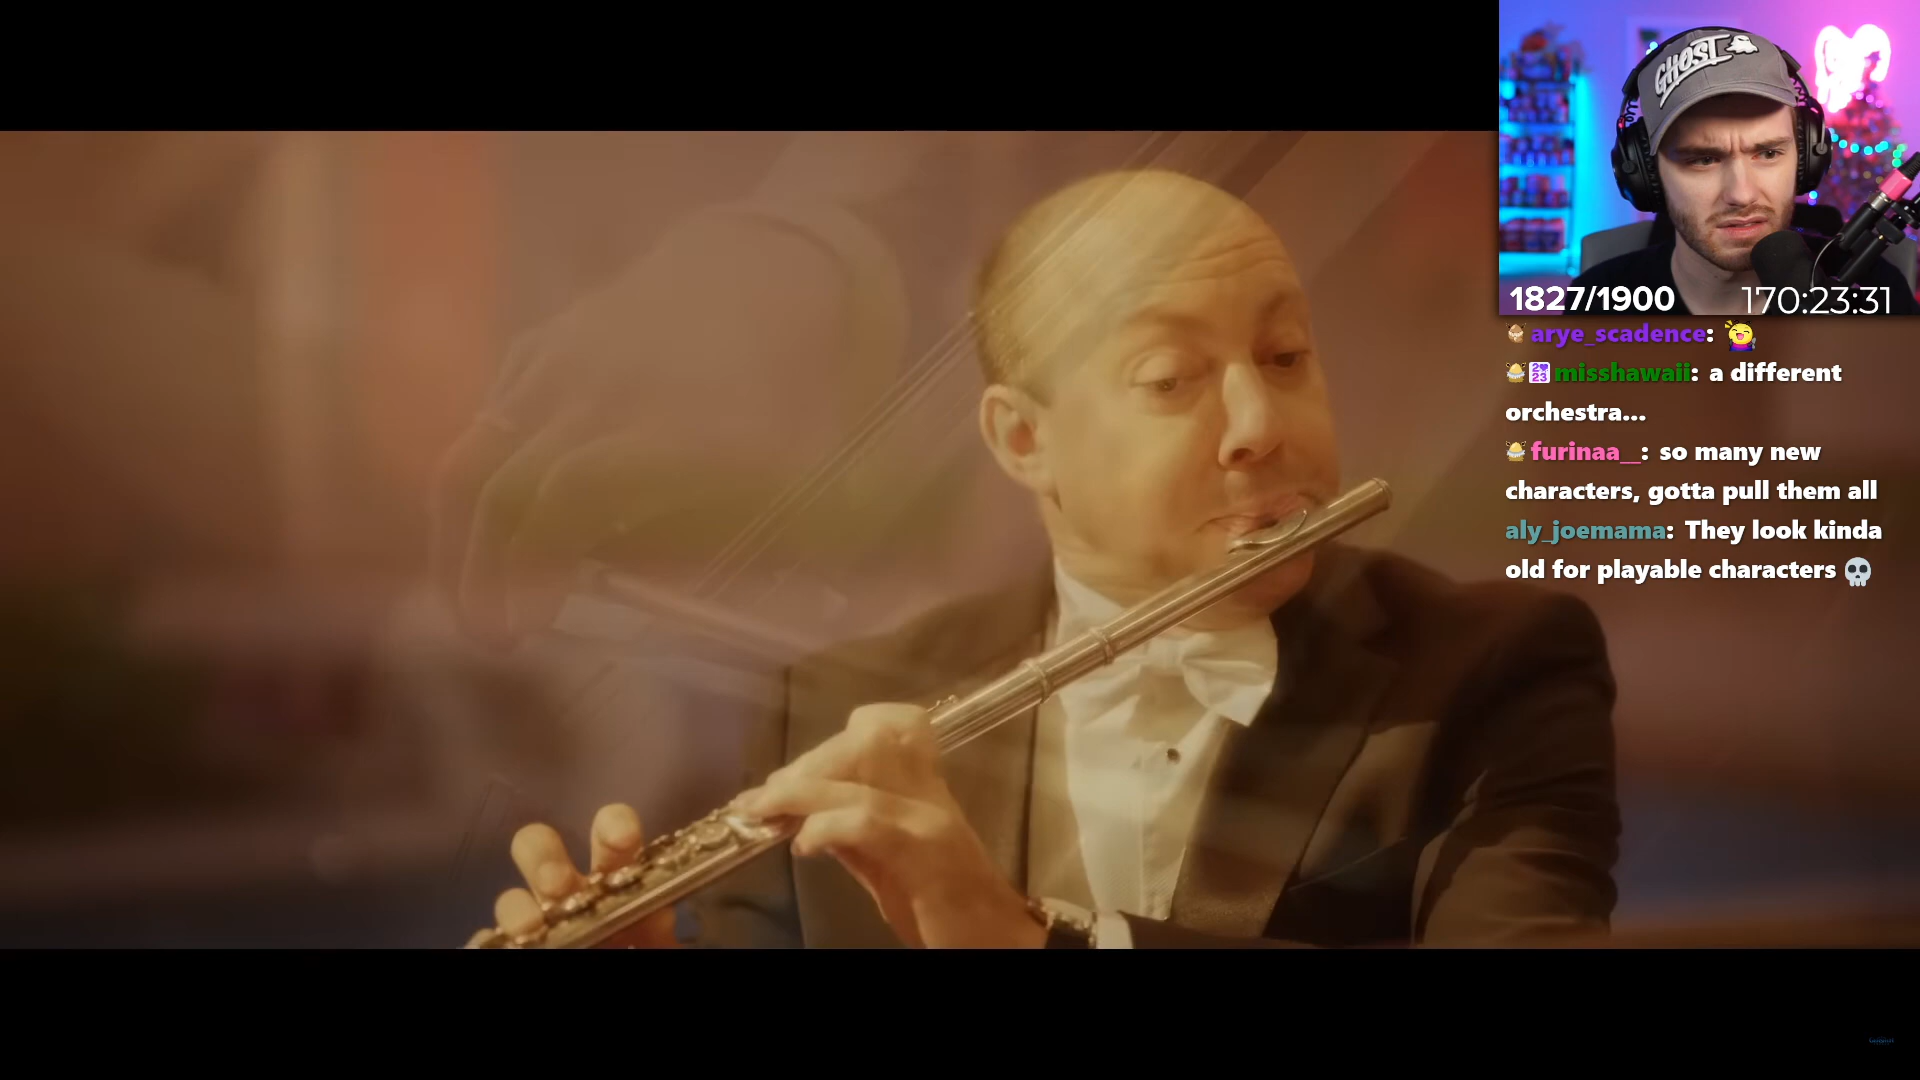 GHOST
1827/1900 170:23:31
arye_scadence:
misshawaii: a different
orchestra...
furinaa__: so many new
characters, gotta pull them all
aly_joemama: They look kinda
old for playable characters